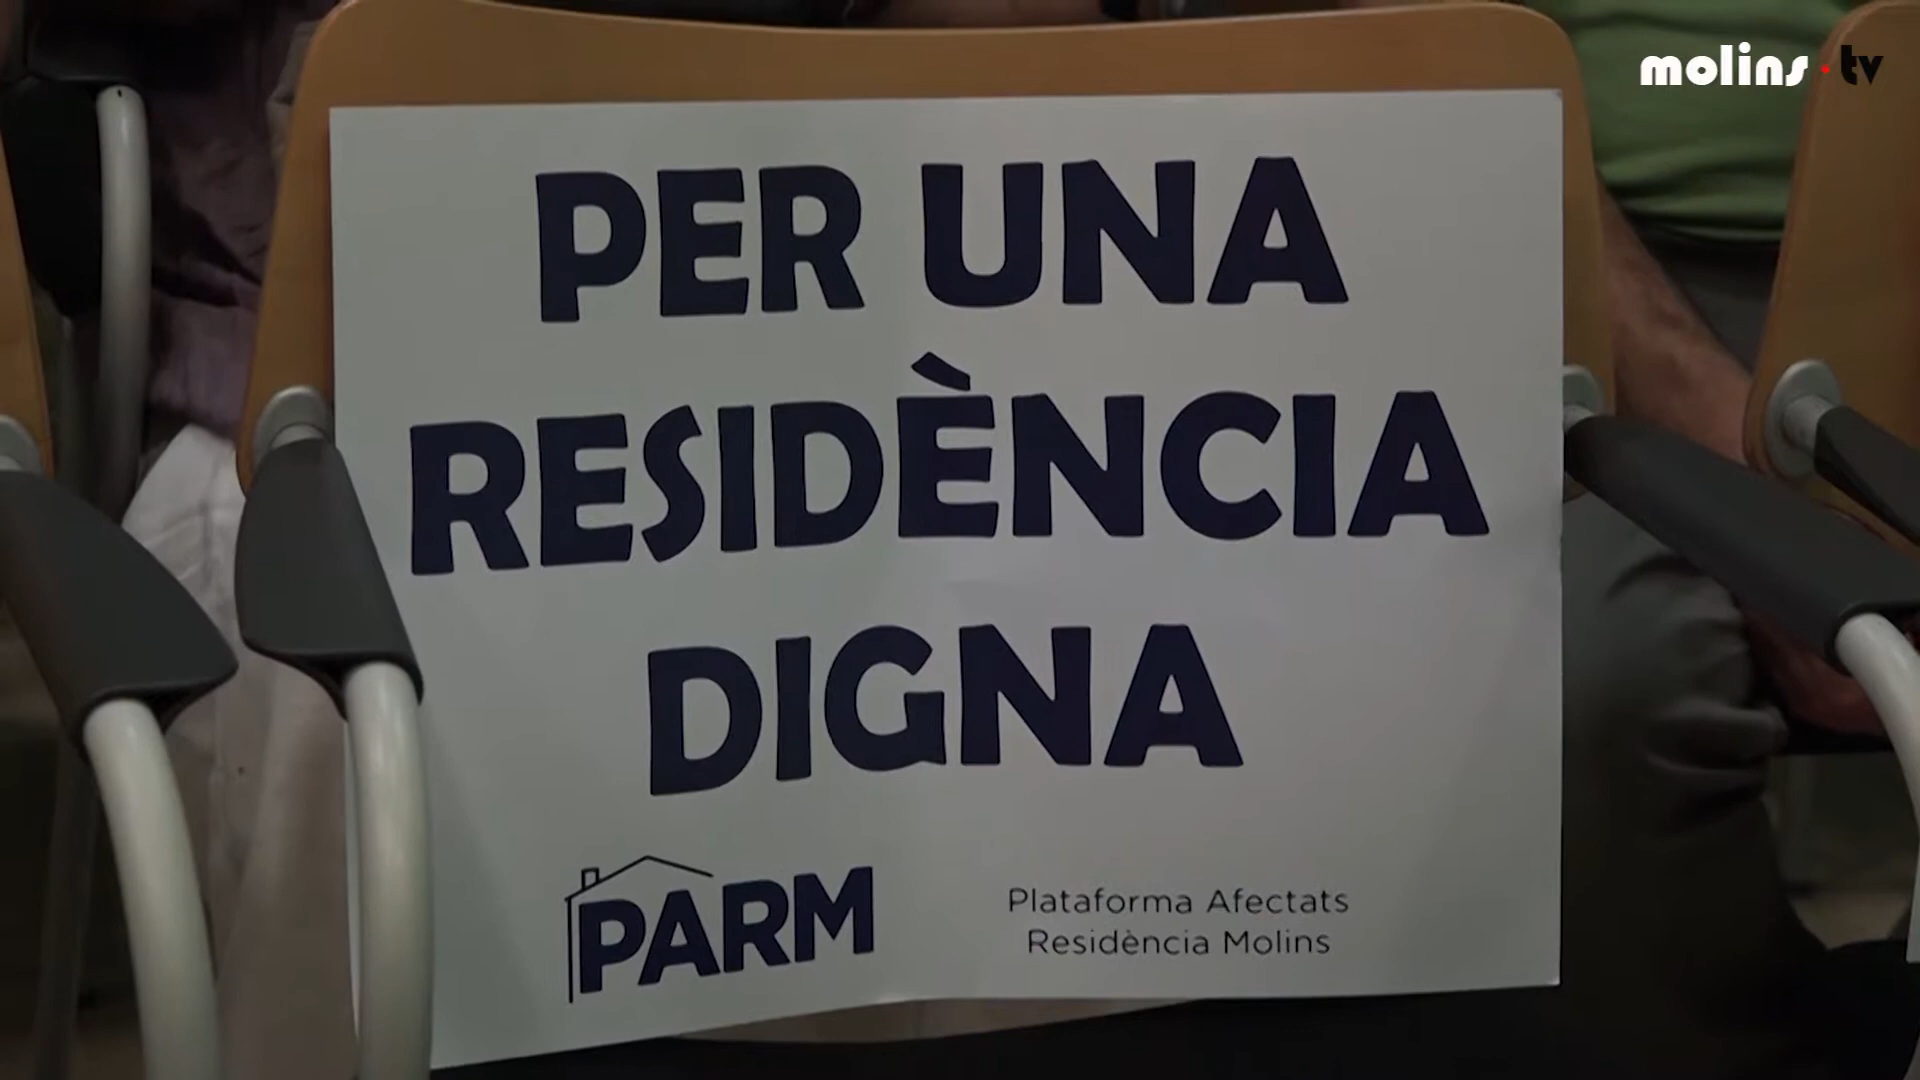 molins·tv
PER UNA
RESIDÈNCIA
DIGNA
PARM
Plataforma Afectats
Residència Molins